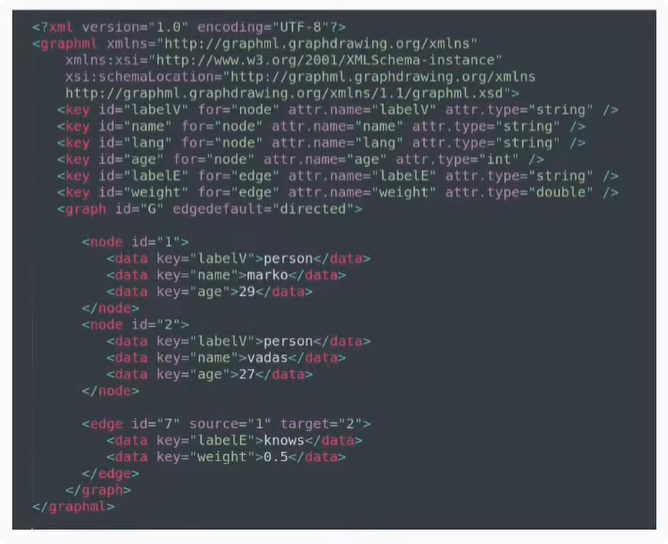 <?xml version="1.0" encoding="UTF-8"?>
<graphml xmlns="http://graphml.graphdrawing.org/xmlns"
    xmlns:xsi="http://www.w3.org/2001/XMLSchema-instance"
    xsi:schemaLocation="http://graphml.graphdrawing.org/xmlns
    http://graphml.graphdrawing.org/xmlns/1.1/graphml.xsd">
   <key id="labelV" for="node" attr.name="labelV" attr.type="string" />
   <key id="name" for="node" attr.name="name" attr.type="string" />
   <key id="lang" for="node" attr.name="lang" attr.type="string" />
   <key id="age" for="node" attr.name="age" attr.type="int" />
   <key id="labelE" for="edge" attr.name="labelE" attr.type="string" />
   <key id="weight" for="edge" attr.name="weight" attr.type="double" />
   <graph id="G" edgedefault="directed">
      <node id="1">
         <data key="labelV">person</data>
         <data key="name">marko</data>
         <data key="age">29</data>
      </node>
      <node id="2">
         <data key="labelV">person</data>
         <data key="name">vadas</data>
         <data key="age">27</data>
      </node>
      <edge id="7" source="1" target="2">
         <data key="labelE">knows</data>
         <data key="weight">0.5</data>
      </edge>
    </graph>
</graphml>